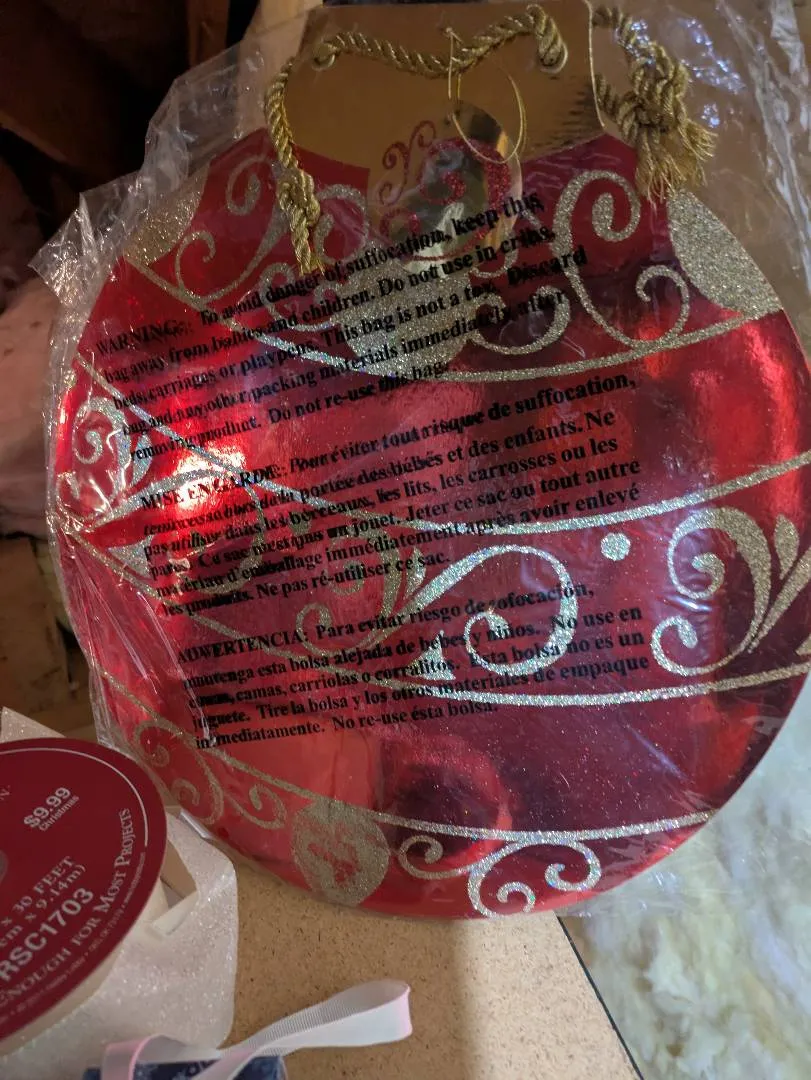 WARNING: To avoid danger of suffocation, keep this
bag away from babies and children. Do not use in cribs,
beds, carriages or playpens. This bag is not a toy. Discard
bag and any other packing materials immediately after
removing product. Do not re-use this bag.
MISE EN GARDE: Pour éviter tout risque de suffocation,
tenir ce sac hors de la portée des bébés et des enfants. Ne
pas utiliser dans les berceaux, les lits, les carrosses ou les
parcs. Ce sac n'est pas un jouet. Jeter ce sac ou tout autre
matériau d'emballage immédiatement après avoir enlevé
les produits. Ne pas ré-utiliser ce sac.
ADVERTENCIA: Para evitar riesgo de sofocación,
mantenga esta bolsa alejada de bebés y niños. No use en
camas, carriolas o corralitos. Esta bolsa no es un
juguete. Tire la bolsa y los otros materiales de empaque
inmediatamente. No re-use ésta bolsa.
$9.99
Christmas
x 30 FEET
cm x 9.14m)
RSC1703
ENOUGH FOR MOST PROJECTS